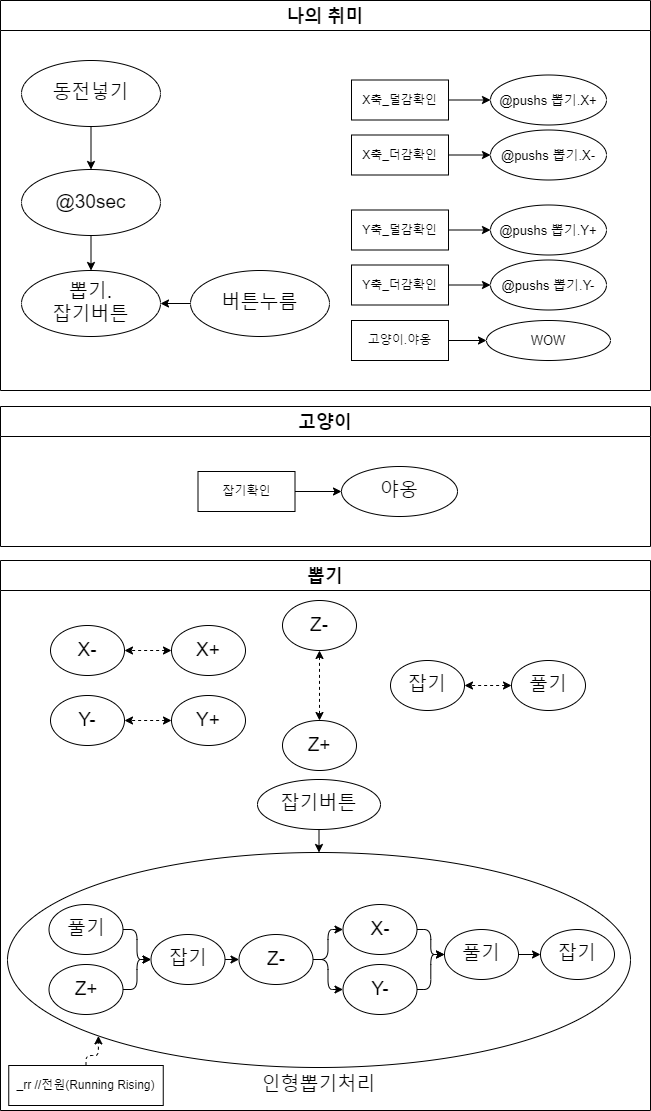 나의 취미
동전넣기
@30sec
뽑기.
잡기버튼
버튼누름
X축_덜감확인
@pushs 뽑기.X+
X축_더감확인
@pushs 뽑기.X-
Y축_덜감확인
@pushs 뽑기.Y+
Y축_더감확인
@pushs 뽑기.Y-
고양이.야옹
WOW
고양이
잡기확인
야옹
뽑기
X-
X+
Y-
Y+
Z-
Z+
잡기
풀기
잡기버튼
풀기
Z+
잡기
Z-
X-
Y-
풀기
잡기
인형뽑기처리
_rr //전원(Running Rising)